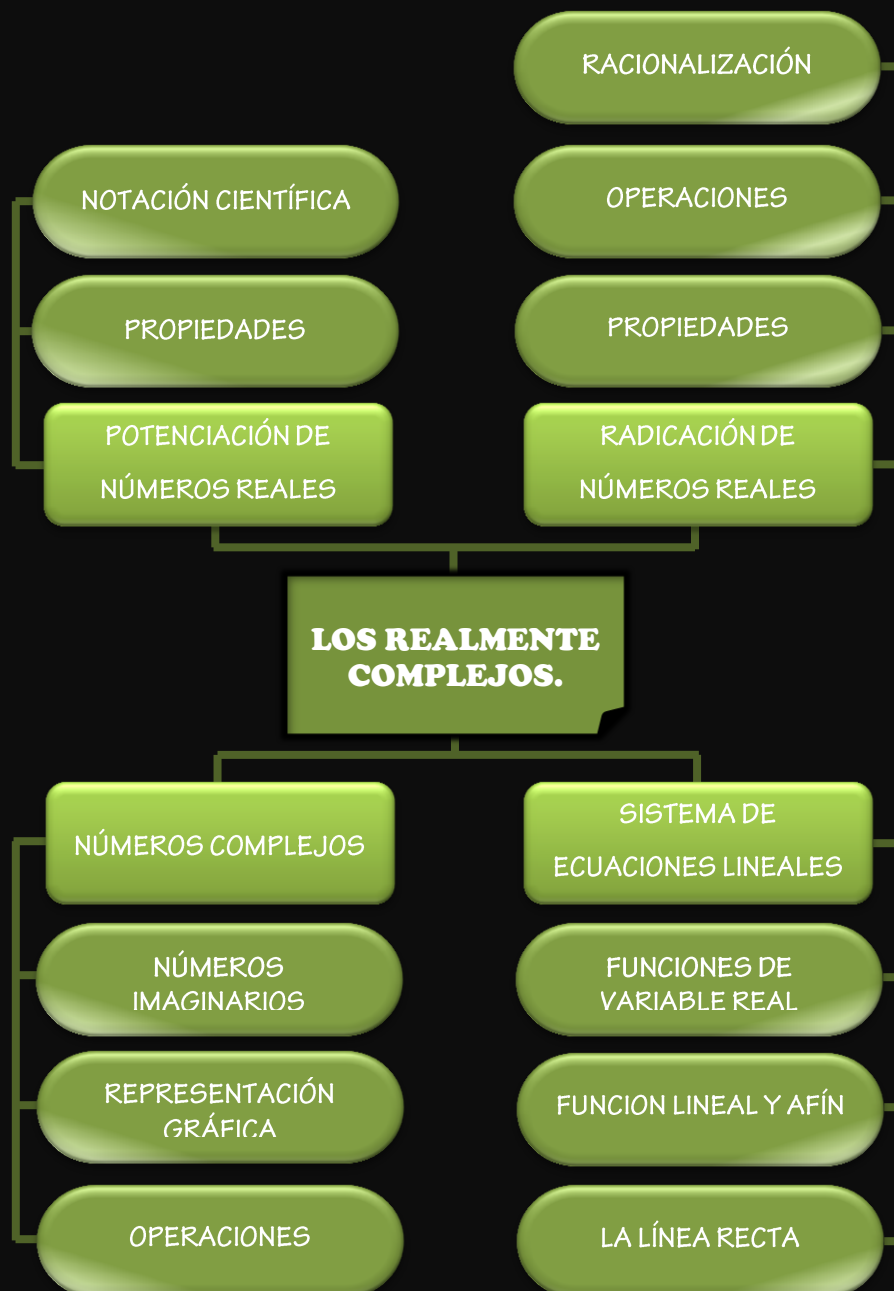 RACIONALIZACIÓN
NOTACIÓN CIENTÍFICA
OPERACIONES
PROPIEDADES
PROPIEDADES
POTENCIACIÓN DE
NÚMEROS REALES
RADICACIÓN DE
NÚMEROS REALES
LOS REALMENTE
COMPLEJOS.
NÚMEROS COMPLEJOS
SISTEMA DE
ECUACIONES LINEALES
NÚMEROS
IMAGINARIOS
FUNCIONES DE
VARIABLE REAL
REPRESENTACIÓN
GRÁFICA
FUNCION LINEAL Y AFÍN
OPERACIONES
LA LÍNEA RECTA